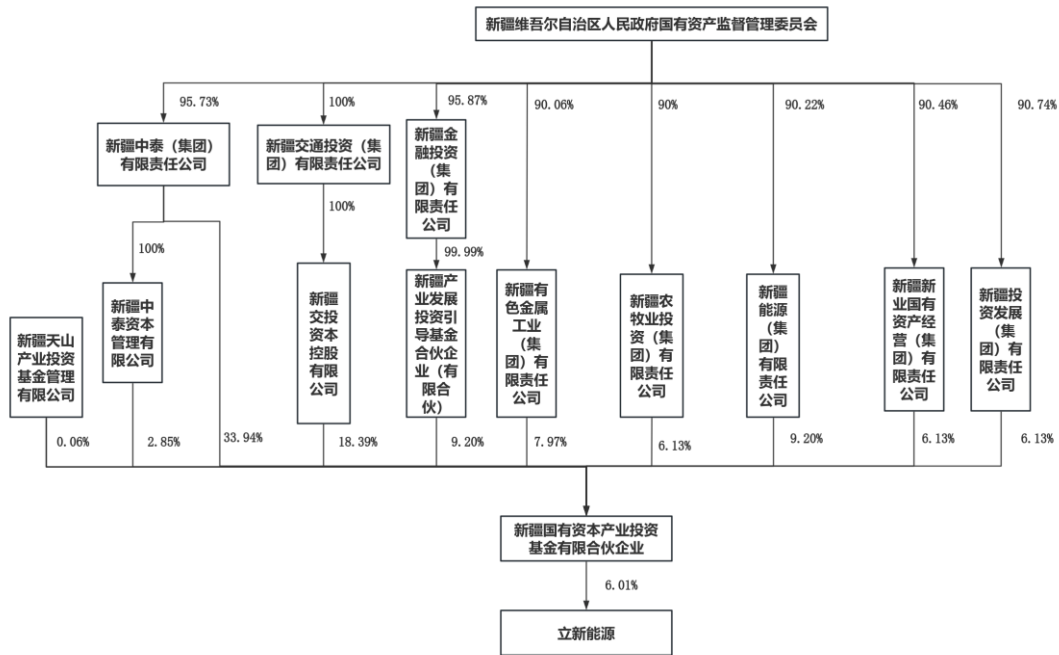 新疆维吾尔自治区人民政府国有资产监督管理委员会
95.73%
100%
95.87%
90.06%
90%
90.22%
90.46%
90.74%
新疆中泰（集团）
有限责任公司
新疆交通投资（集
团）有限责任公司
新疆金
融投资
（集
团）有
限责任
公司
100%
100%
99.99%
新疆天山
产业投资
基金管理
有限公司
新疆中
泰资本
管理有
限公司
新疆
交投
资本
控股
有限
公司
新疆产
业发展
投资引
导基金
合伙企
业（有
限合
伙）
新疆有
色金属
工业
（集
团）有
限责任
公司
新疆农
牧业投
资（集
团）有
限责任
公司
新疆
能源
（集
团）有
限责
任公
司
新疆新
业国有
资产经
营（集
团）有
限责任
公司
新疆投
资发展
（集
团）有
限责任
公司
0.06%
2.85%
33.94%
18.39%
9.20%
7.97%
6.13%
9.20%
6.13%
6.13%
新疆国有资本产业投资
基金有限合伙企业
6.01%
立新能源